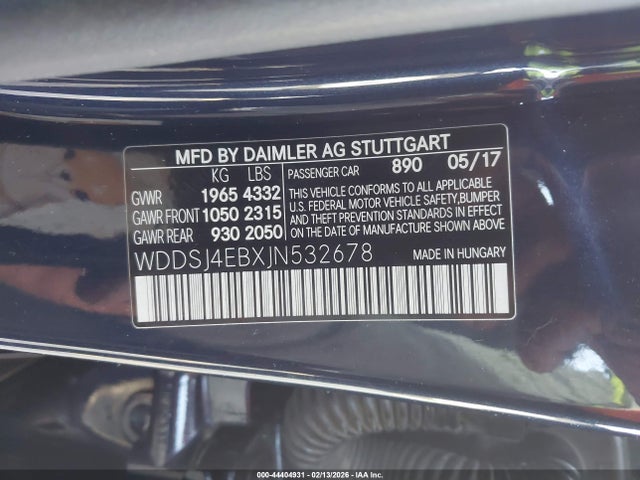 MFD BY DAIMLER AG STUTTGART
KG LBS PASSENGER CAR 890 05/17
GVWR 1965 4332
GAWR FRONT 1050 2315
GAWR REAR 930 2050
THIS VEHICLE CONFORMS TO ALL APPLICABLE
U.S. FEDERAL MOTOR VEHICLE SAFETY, BUMPER
AND THEFT PREVENTION STANDARDS IN EFFECT ON
THE DATE OF MANUFACTURE SHOWN ABOVE
WDDSJ4EBXJN532678 MADE IN HUNGARY
000-44404931 - 02/13/2026 - IAA Inc.